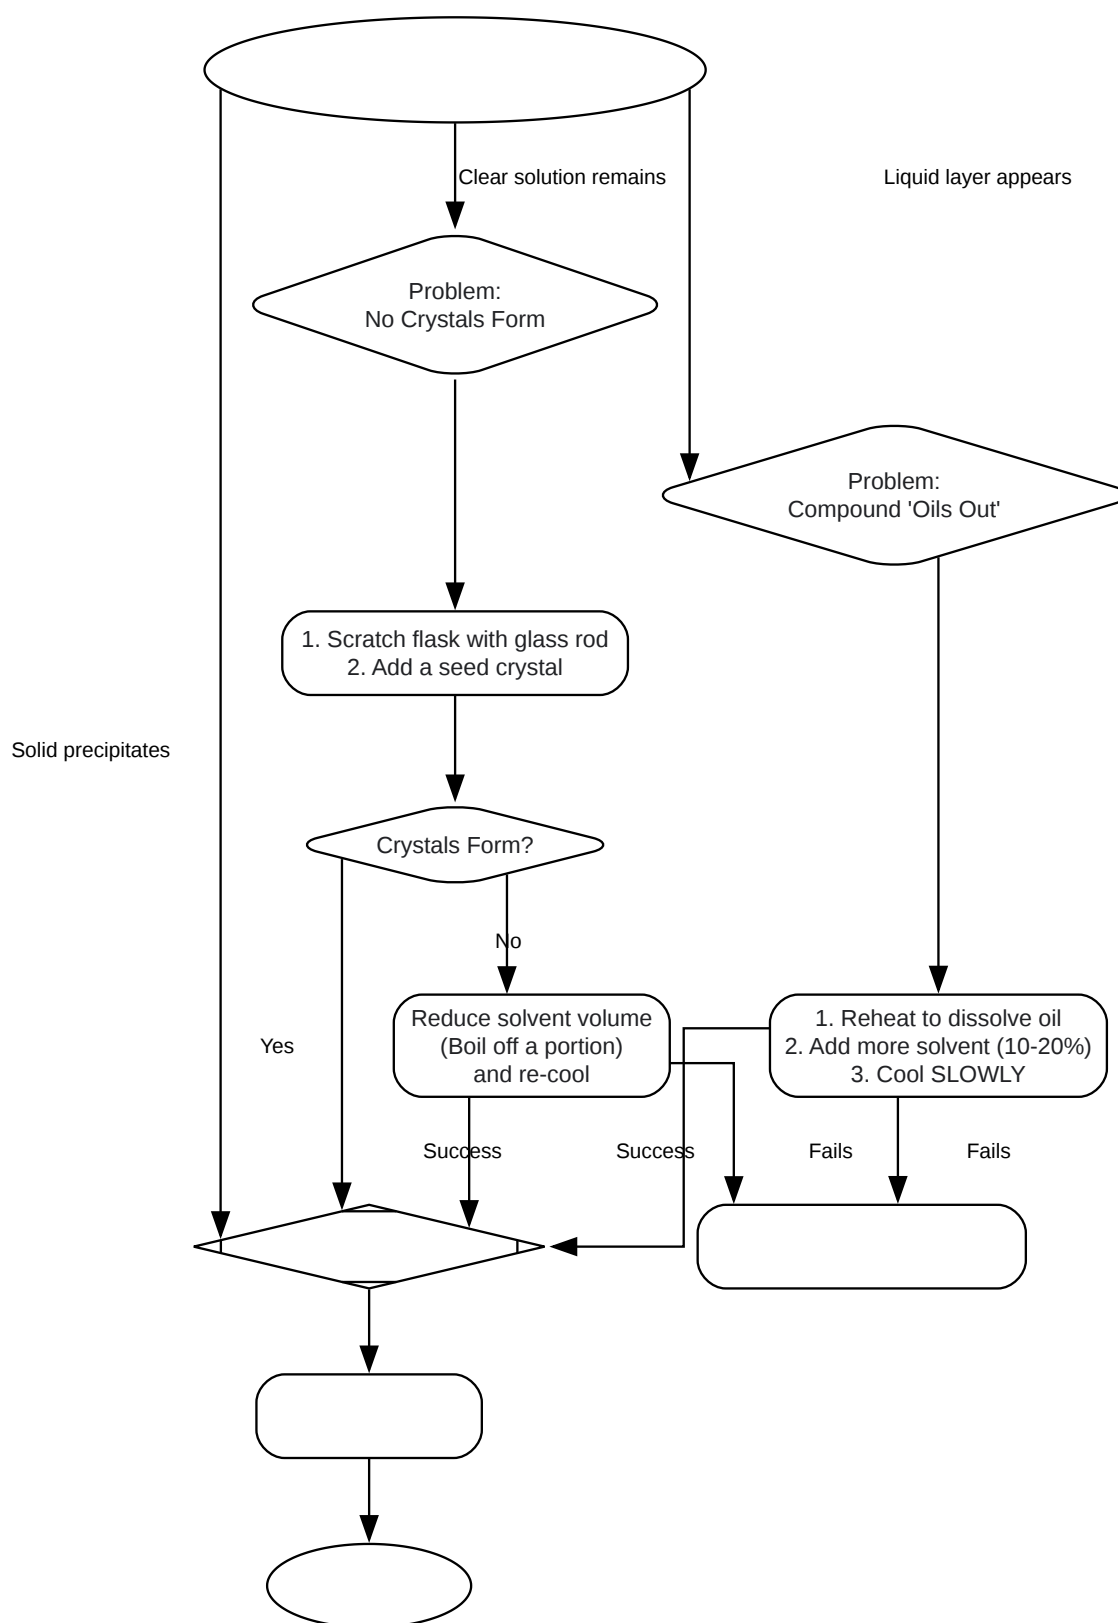 Clear solution remains
Liquid layer appears
Problem:
No Crystals Form
Problem:
Compound 'Oils Out'
1. Scratch flask with glass rod
2. Add a seed crystal
Solid precipitates
Crystals Form?
No
Reduce solvent volume
(Boil off a portion)
and re-cool
1. Reheat to dissolve oil
2. Add more solvent (10-20%)
3. Cool SLOWLY
Yes
Success
Success
Fails
Fails